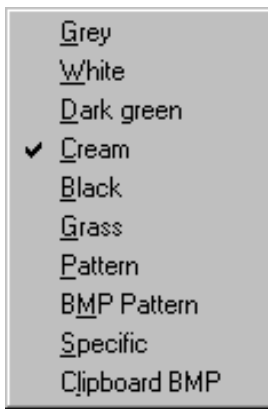 Grey
White
Dark green
Cream
Black
Grass
Pattern
BMP Pattern
Specific
Clipboard BMP